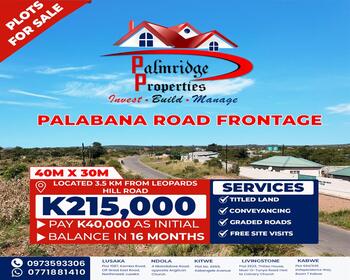 PLOTS
FOR SALE
Palmridge
Properties
Invest - Build - Manage
PALABANA ROAD FRONTAGE
40M X 30M
LOCATED 3.5 KM FROM LEOPARDS
HILL ROAD
K215,000
PAY K40,000 AS INITIAL
BALANCE IN 16 MONTHS
SERVICES
TITLED LAND
CONVEYANCING
GRADED ROADS
FREE SITE VISITS
0973593306
0771881410
LUSAKA
NDOLA
KITWE
LIVINGSTONE
KABWE